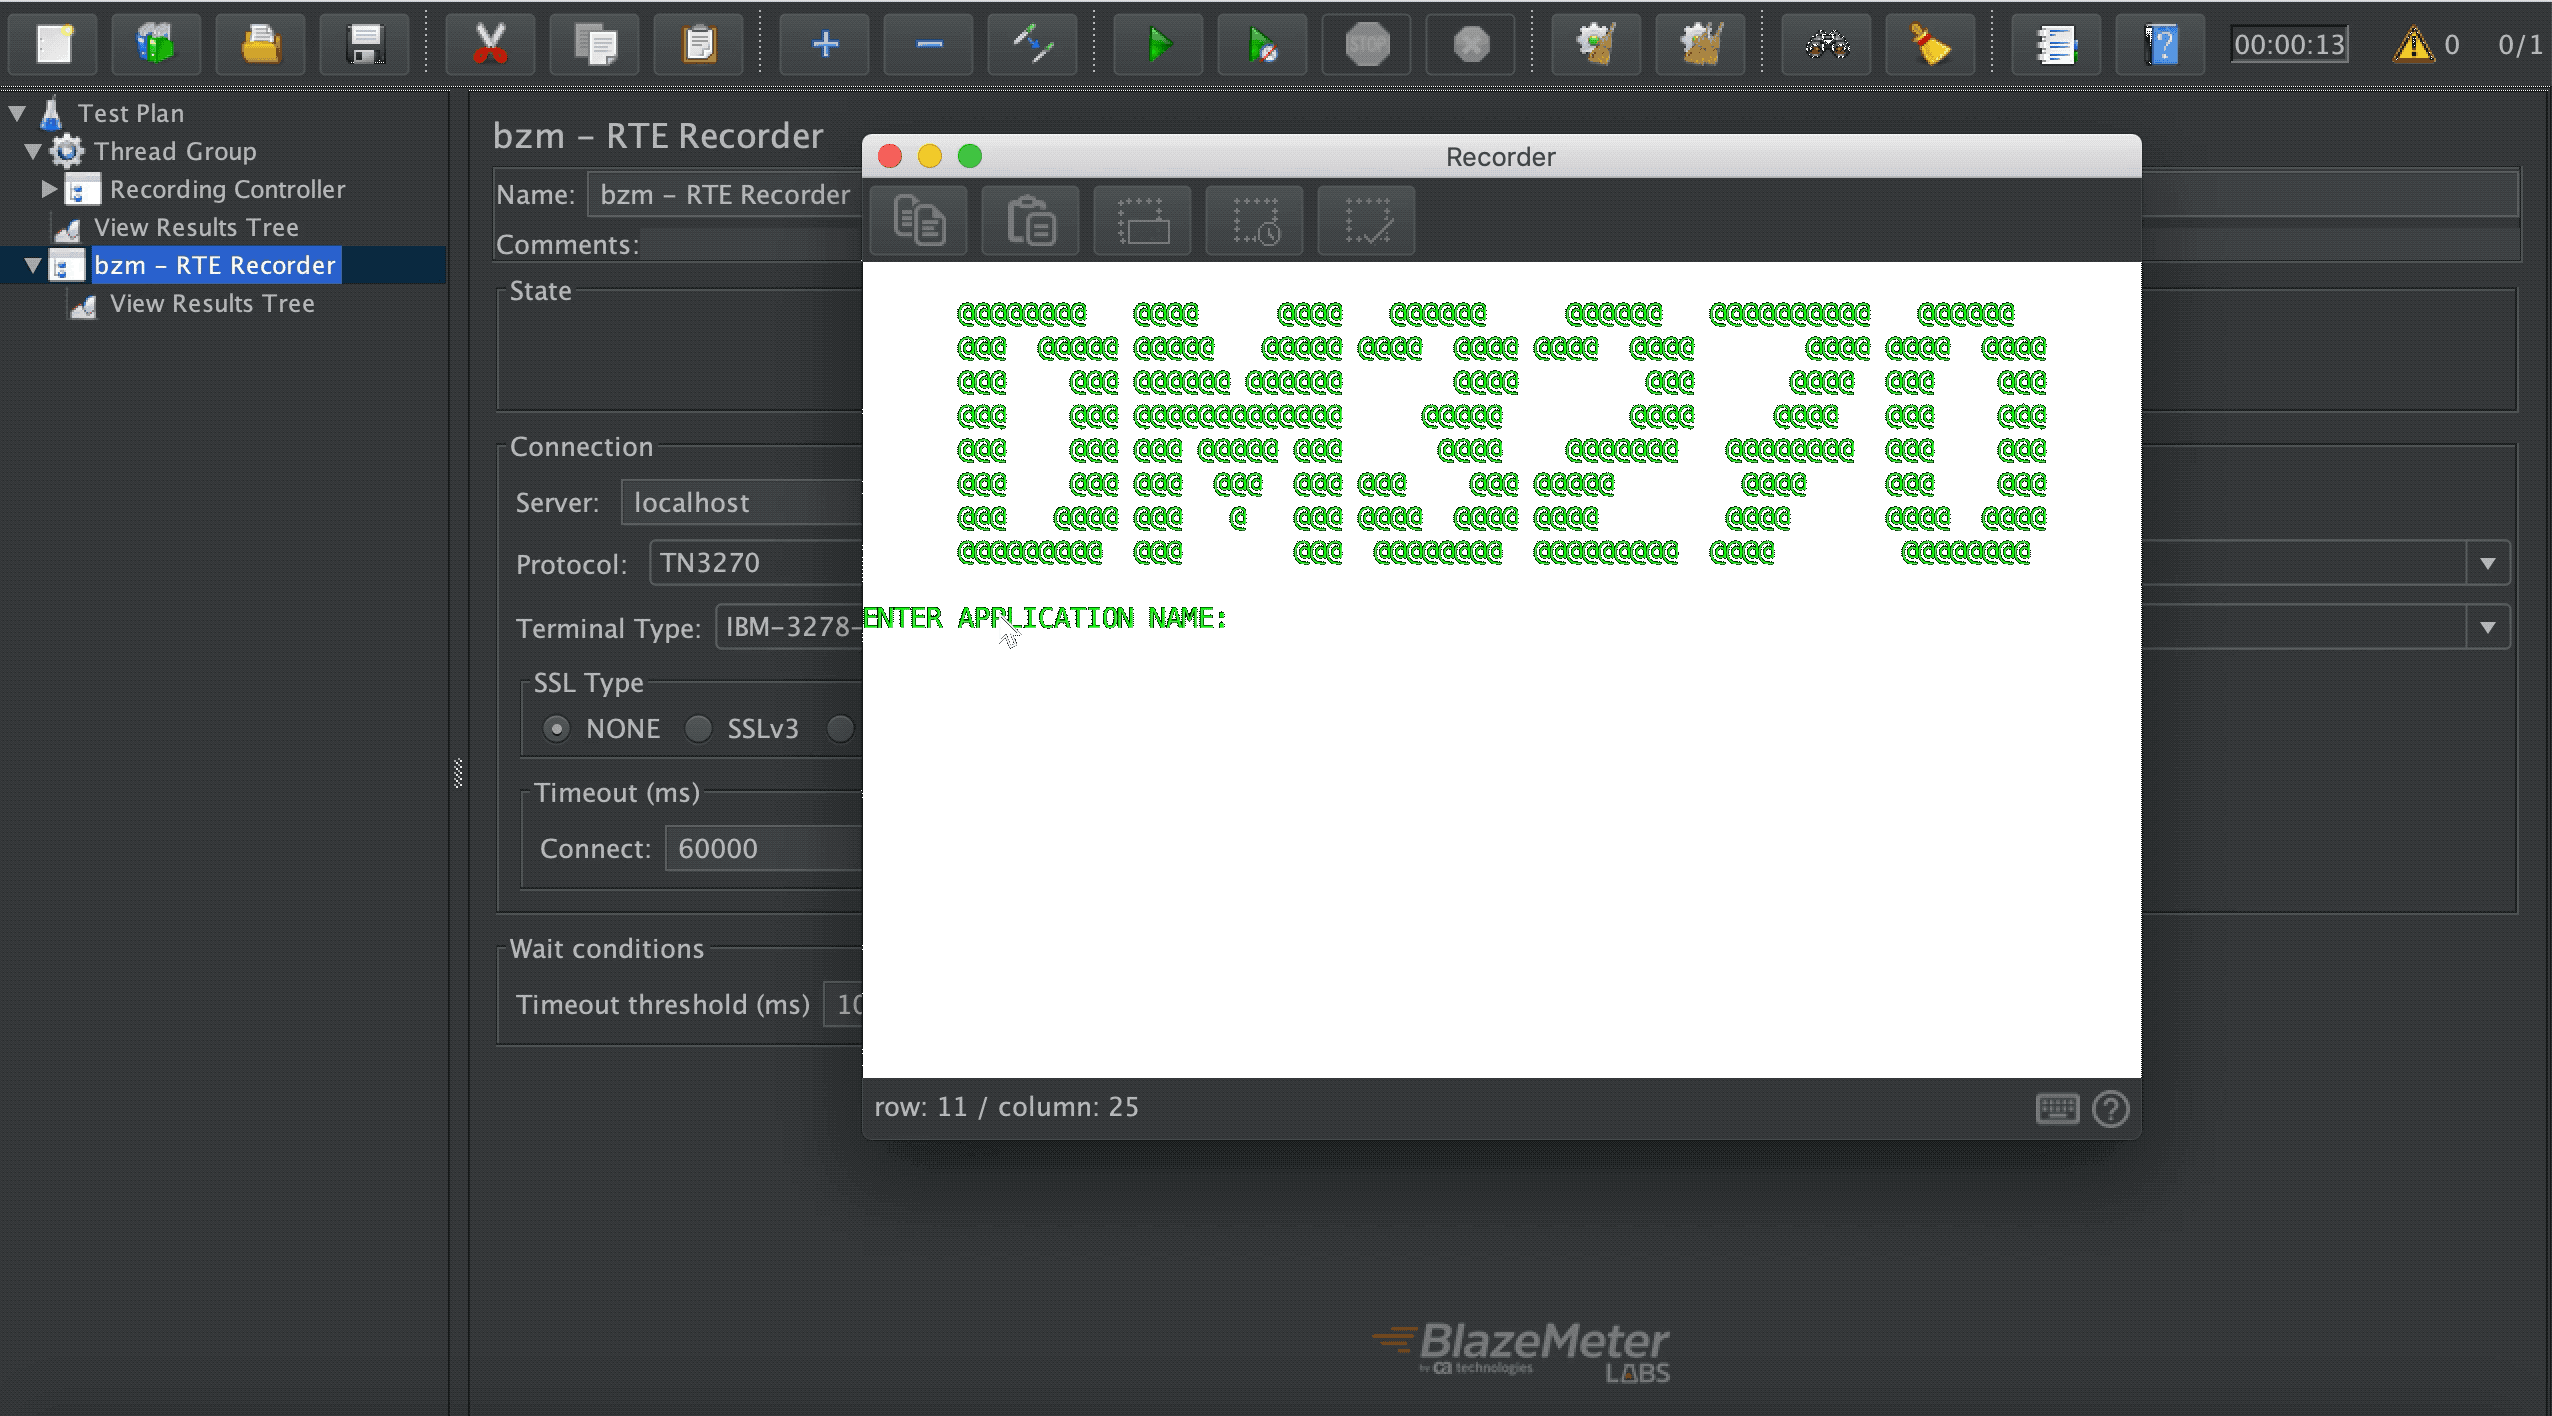 STOP
00:00:13
0
0/1
Test Plan
Thread Group
Recording Controller
View Results Tree
bzm – RTE Recorder
View Results Tree
bzm – RTE Recorder
Name: bzm – RTE Recorder
Comments:
State
Connection
Server: localhost
Protocol: TN3270
Terminal Type: IBM-3278-
SSL Type
NONE SSLv3
Timeout (ms)
Connect: 60000
Wait conditions
Timeout threshold (ms) 10
Recorder
@@@@@@@@   @@@@     @@@@   @@@@@@     @@@@@@   @@@@@@@@@@   @@@@@@
@@@  @@@@@ @@@@@   @@@@@ @@@@  @@@@ @@@@  @@@@       @@@@ @@@@  @@@@
@@@    @@@ @@@@@@ @@@@@@       @@@@        @@@      @@@@  @@@    @@@
@@@    @@@ @@@@@@@@@@@@@     @@@@@        @@@@     @@@@   @@@    @@@
@@@    @@@ @@@ @@@@@ @@@      @@@@    @@@@@@@   @@@@@@@@  @@@    @@@
@@@    @@@ @@@  @@@  @@@ @@@    @@@ @@@@@        @@@@     @@@    @@@
@@@   @@@@ @@@   @   @@@ @@@@  @@@@ @@@@        @@@@      @@@@  @@@@
@@@@@@@@@  @@@       @@@  @@@@@@@@  @@@@@@@@@  @@@@        @@@@@@@@
ENTER APPLICATION NAME:
row: 11 / column: 25
BlazeMeter
by ca technologies
LABS